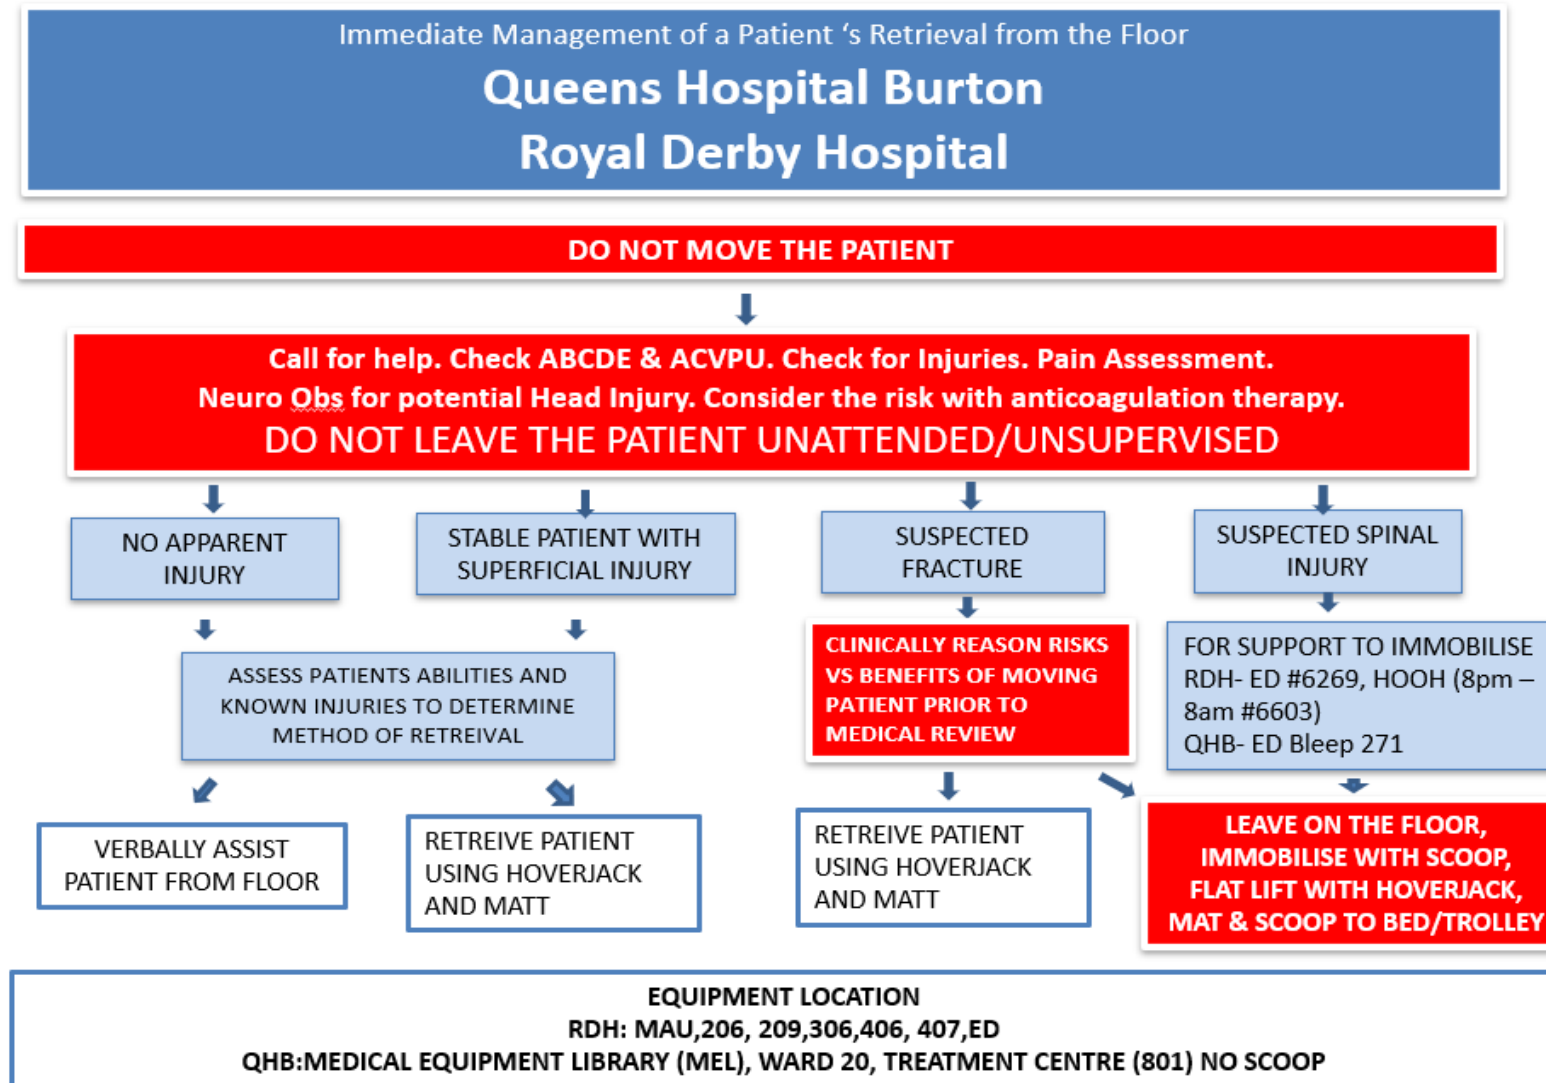 Immediate Management of a Patient ‘s Retrieval from the Floor
Queens Hospital Burton
Royal Derby Hospital
DO NOT MOVE THE PATIENT
Call for help. Check ABCDE & ACVPU. Check for Injuries. Pain Assessment.
Neuro Obs for potential Head Injury. Consider the risk with anticoagulation therapy.
DO NOT LEAVE THE PATIENT UNATTENDED/UNSUPERVISED
NO APPARENT
INJURY
STABLE PATIENT WITH
SUPERFICIAL INJURY
SUSPECTED
FRACTURE
SUSPECTED SPINAL
INJURY
ASSESS PATIENTS ABILITIES AND
KNOWN INJURIES TO DETERMINE
METHOD OF RETREIVAL
CLINICALLY REASON RISKS
VS BENEFITS OF MOVING
PATIENT PRIOR TO
MEDICAL REVIEW
FOR SUPPORT TO IMMOBILISE
RDH- ED #6269, HOOH (8pm –
8am #6603)
QHB- ED Bleep 271
VERBALLY ASSIST
PATIENT FROM FLOOR
RETREIVE PATIENT
USING HOVERJACK
AND MATT
RETREIVE PATIENT
USING HOVERJACK
AND MATT
LEAVE ON THE FLOOR,
IMMOBILISE WITH SCOOP,
FLAT LIFT WITH HOVERJACK,
MAT & SCOOP TO BED/TROLLEY
EQUIPMENT LOCATION
RDH: MAU,206, 209,306,406, 407,ED
QHB:MEDICAL EQUIPMENT LIBRARY (MEL), WARD 20, TREATMENT CENTRE (801) NO SCOOP